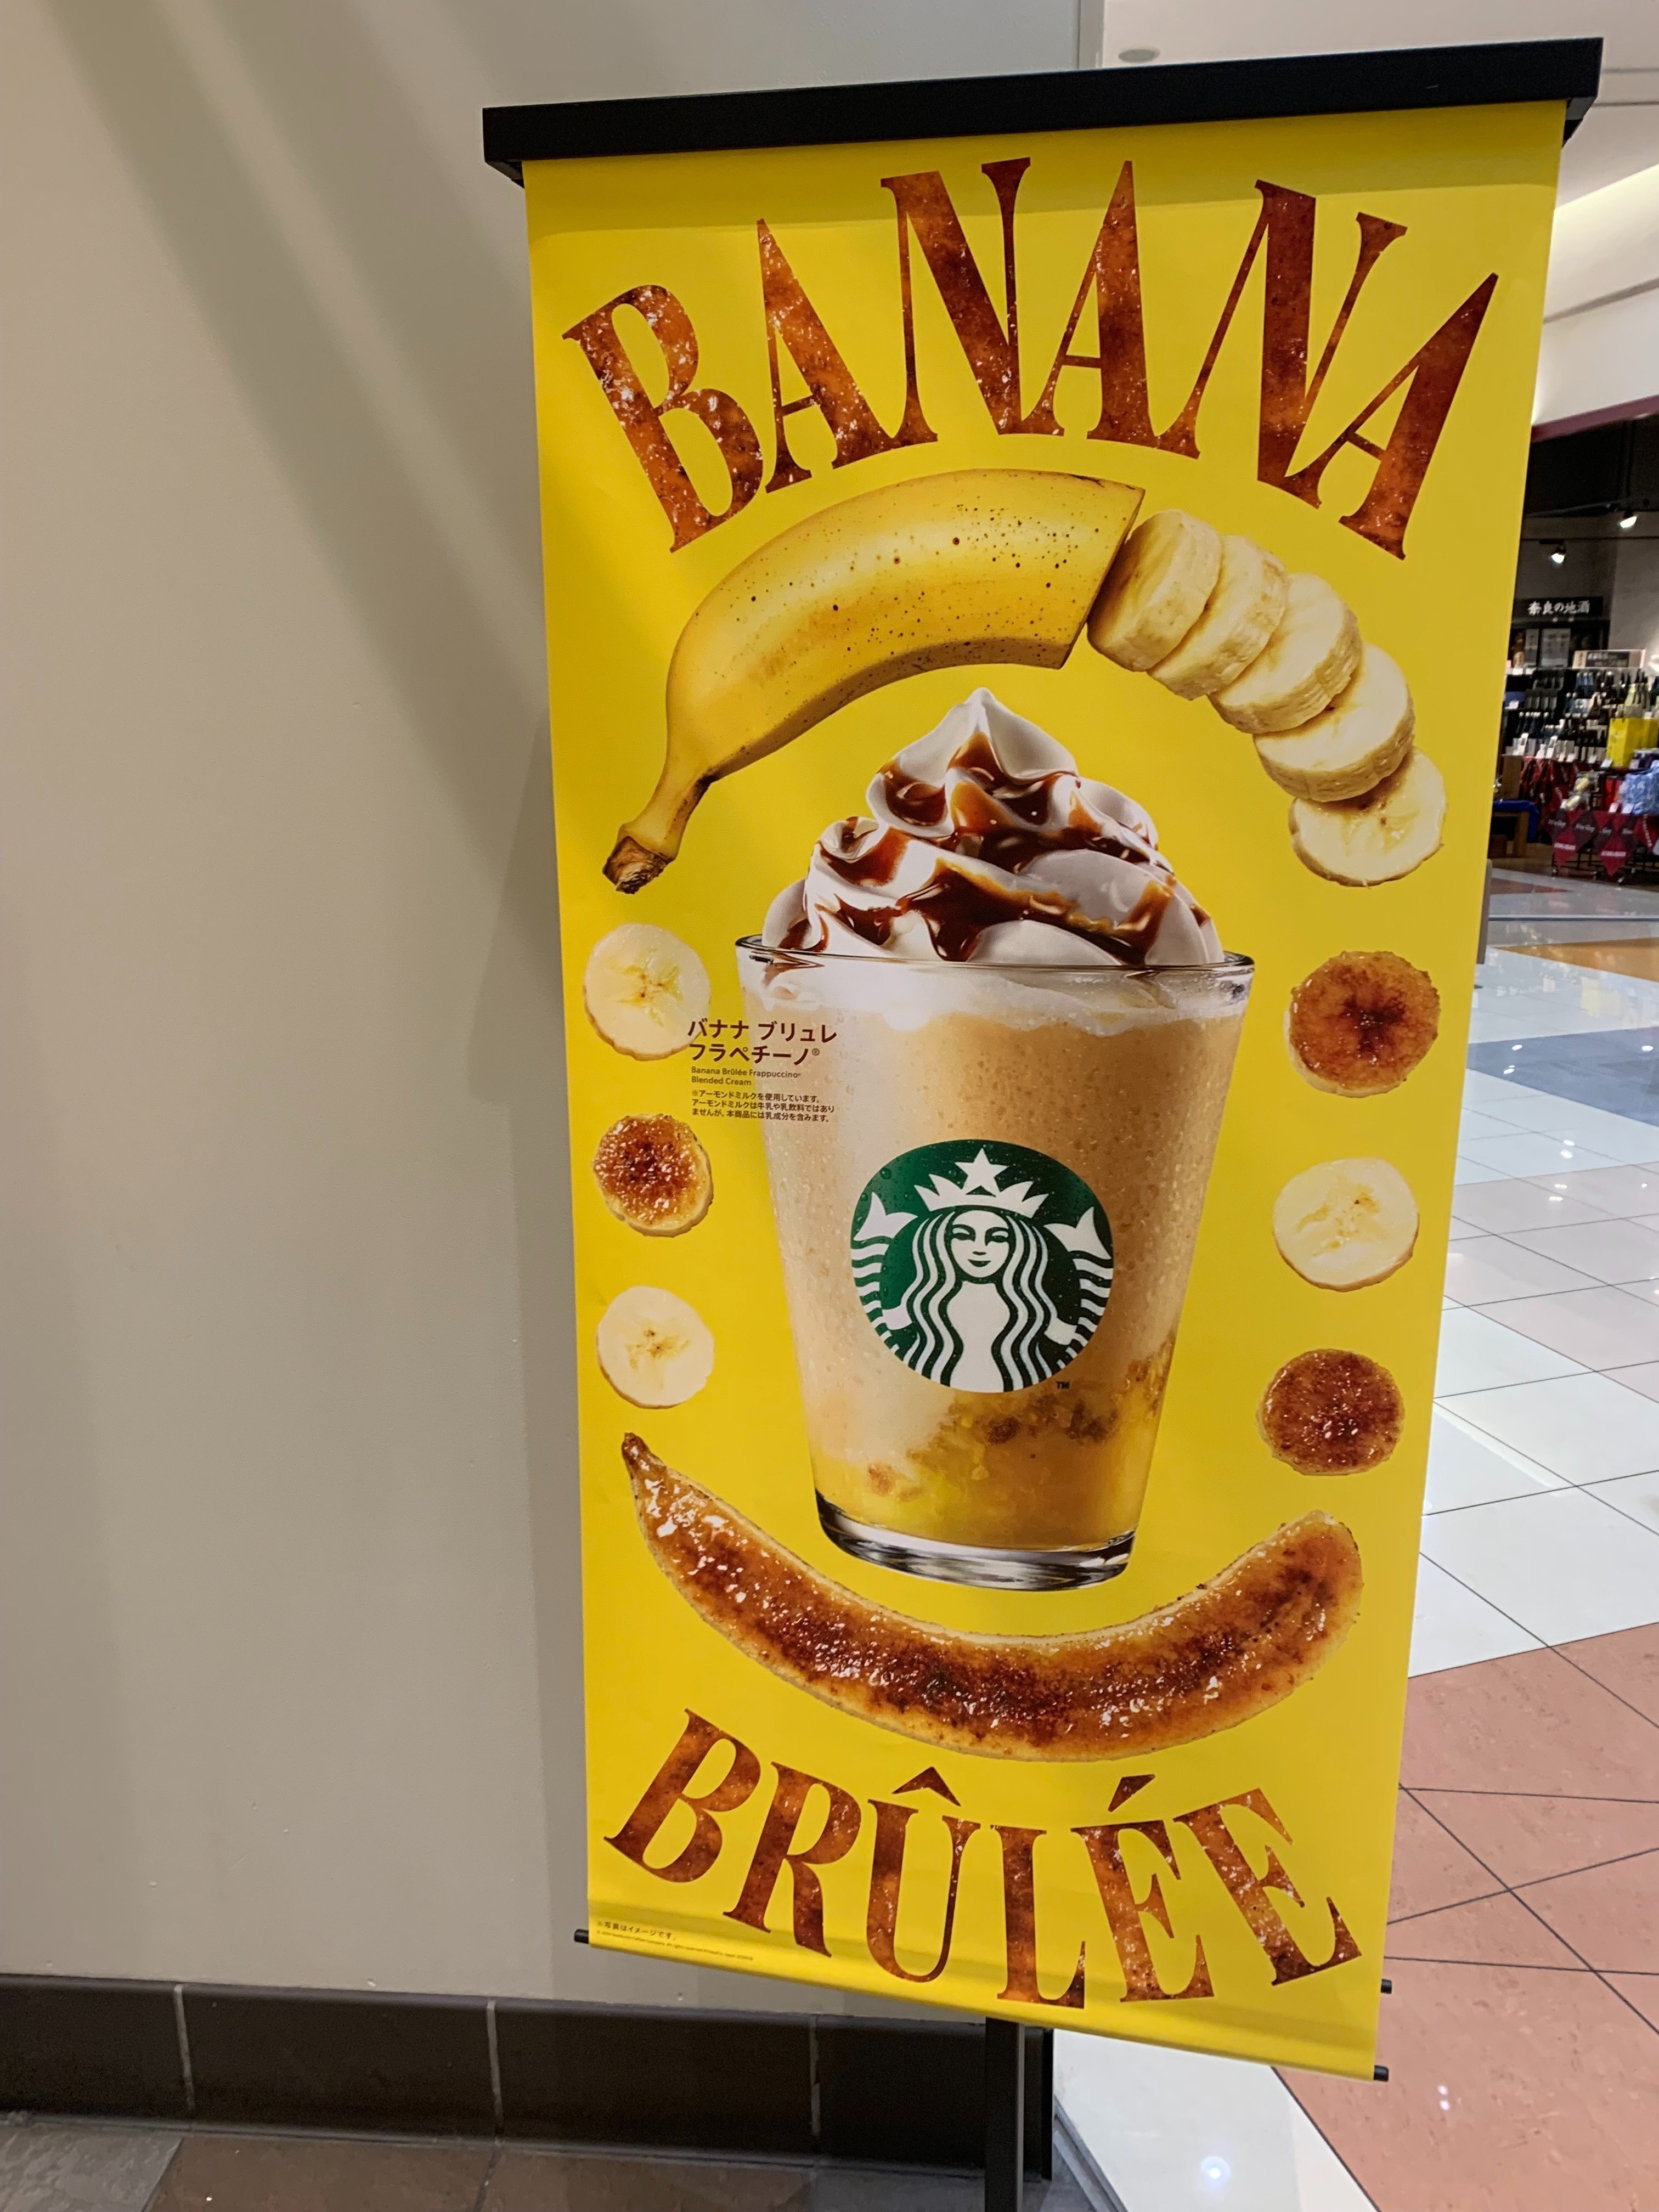 BANANA
バナナ ブリュレ
フラペチーノ®
Banana Brûlée Frappuccino®
Blended Cream
※アーモンドミルクを使用しています。
アーモンドミルクは牛乳や乳飲料ではあり
ませんが、本商品には乳成分を含みます。
TM
BRÛLÉE
※写真はイメージです。
奈良の地酒